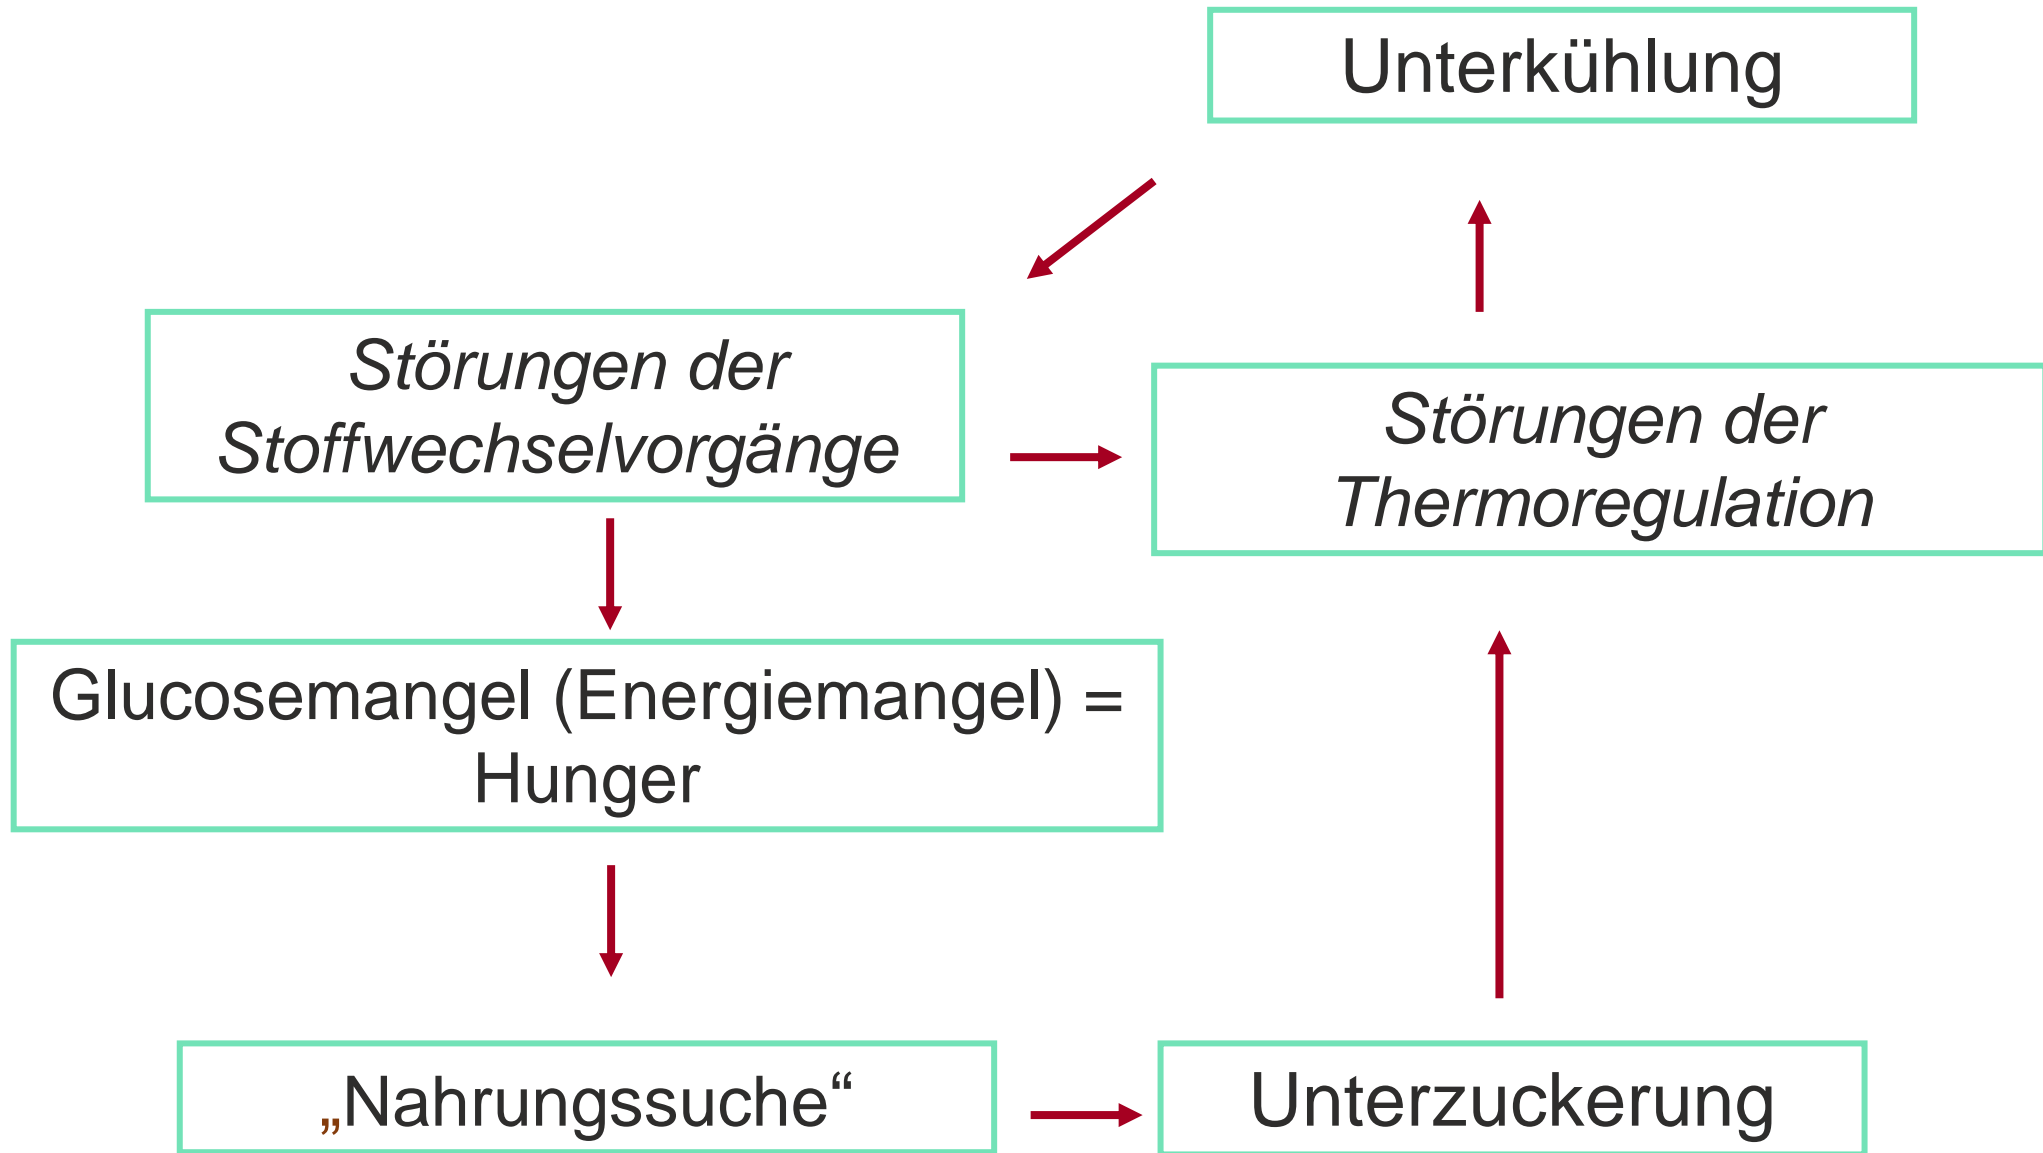 Unterkühlung
Störungen der
Stoffwechselvorgänge
Störungen der
Thermoregulation
Glucosemangel (Energiemangel) =
Hunger
„Nahrungssuche“
Unterzuckerung